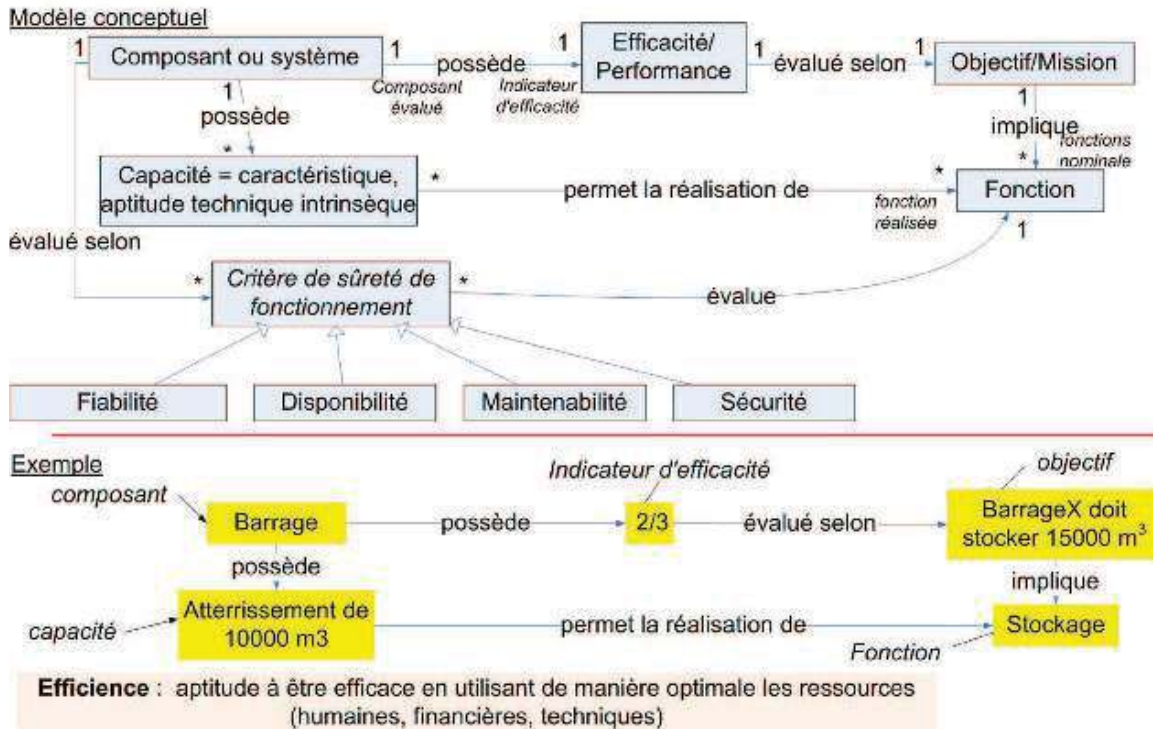 Modèle conceptuel
1 Composant ou système 1 possède 1 Efficacité/ 1 évalué selon 1 Objectif/Mission
Performance
Composant Indicateur
évalué d'efficacité
1 1
possède implique
fonctions
nominale
* *
Capacité = caractéristique, * permet la réalisation de * Fonction
aptitude technique intrinsèque
fonction
réalisée
1
évalué selon
* Critère de sûreté de * évalue
fonctionnement
Fiabilité Disponibilité Maintenabilité Sécurité
Exemple
composant Indicateur d'efficacité objectif
Barrage possède 2/3 évalué selon BarrageX doit
stocker 15000 m³
possède implique
capacité Atterrissement de permet la réalisation de Stockage
10000 m3
Fonction
Efficience : aptitude à être efficace en utilisant de manière optimale les ressources
(humaines, financières, techniques)